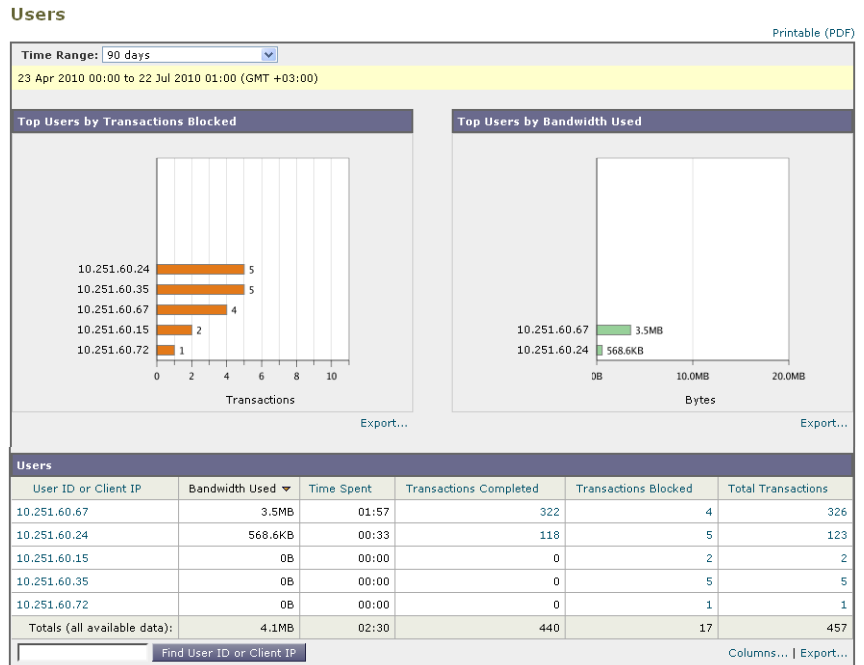 Users
Printable (PDF)
Time Range: 90 days
23 Apr 2010 00:00 to 22 Jul 2010 01:00 (GMT +03:00)
Top Users by Transactions Blocked
10.251.60.24 5
10.251.60.35 5
10.251.60.67 4
10.251.60.15 2
10.251.60.72 1
0 2 4 6 8 10
Transactions
Export...
Top Users by Bandwidth Used
10.251.60.67 3.5MB
10.251.60.24 568.6KB
0B 10.0MB 20.0MB
Bytes
Export...
Users
User ID or Client IP Bandwidth Used Time Spent Transactions Completed Transactions Blocked Total Transactions
10.251.60.67 3.5MB 01:57 322 4 326
10.251.60.24 568.6KB 00:33 118 5 123
10.251.60.15 0B 00:00 0 2 2
10.251.60.35 0B 00:00 0 5 5
10.251.60.72 0B 00:00 0 1 1
Totals (all available data): 4.1MB 02:30 440 17 457
Find User ID or Client IP Columns... | Export...